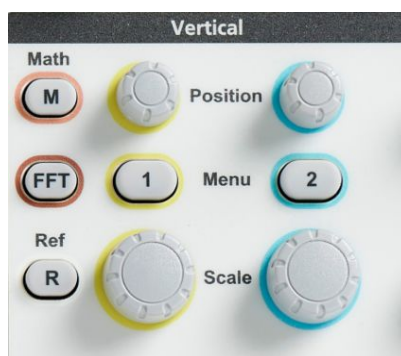 Vertical
Math
M
Position
FFT
1
Menu
2
Ref
R
Scale